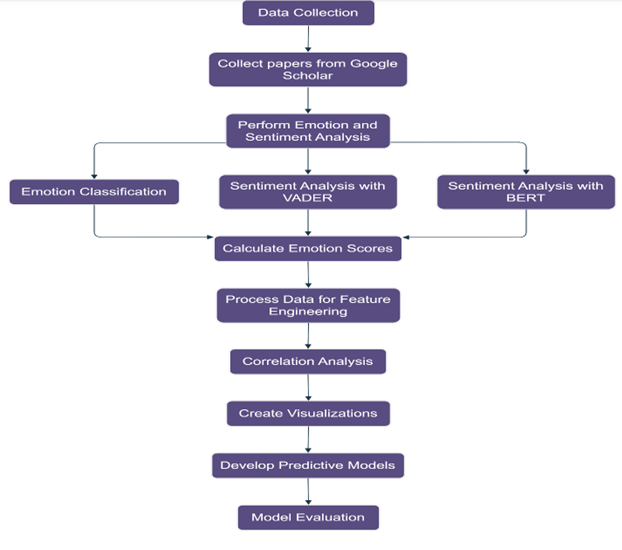 Data Collection
Collect papers from Google
Scholar
Perform Emotion and
Sentiment Analysis
Emotion Classification
Sentiment Analysis with
VADER
Sentiment Analysis with
BERT
Calculate Emotion Scores
Process Data for Feature
Engineering
Correlation Analysis
Create Visualizations
Develop Predictive Models
Model Evaluation